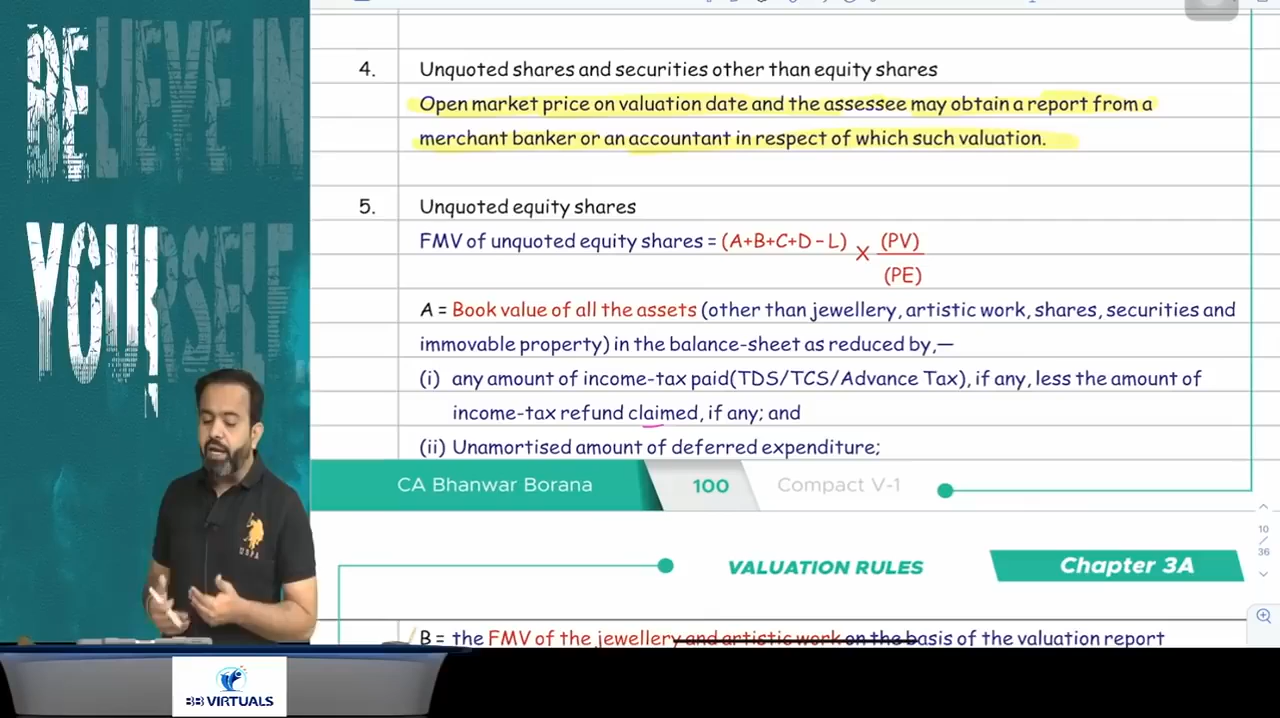 BELIEVE IN
YOURSELF
4. Unquoted shares and securities other than equity shares
Open market price on valuation date and the assessee may obtain a report from a
merchant banker or an accountant in respect of which such valuation.
5. Unquoted equity shares
FMV of unquoted equity shares = (A+B+C+D – L) X (PV)
(PE)
A = Book value of all the assets (other than jewellery, artistic work, shares, securities and
immovable property) in the balance-sheet as reduced by,—
(i) any amount of income-tax paid(TDS/TCS/Advance Tax), if any, less the amount of
income-tax refund claimed, if any; and
(ii) Unamortised amount of deferred expenditure;
CA Bhanwar Borana 100 Compact V-1
10
/
36
VALUATION RULES Chapter 3A
B = the FMV of the jewellery and artistic work on the basis of the valuation report
USPA
BB VIRTUALS